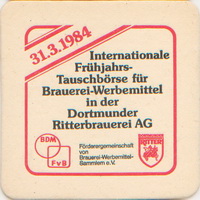 31.3.1984
Internationale
Frühjahrs-
Tauschbörse für
Brauerei-Werbemittel
in der
Dortmunder
Ritterbrauerei AG
BDM
FvB
Fördergemeinschaft
von
Brauerei-Werbemittel-
Sammlern e.V.
RITTER